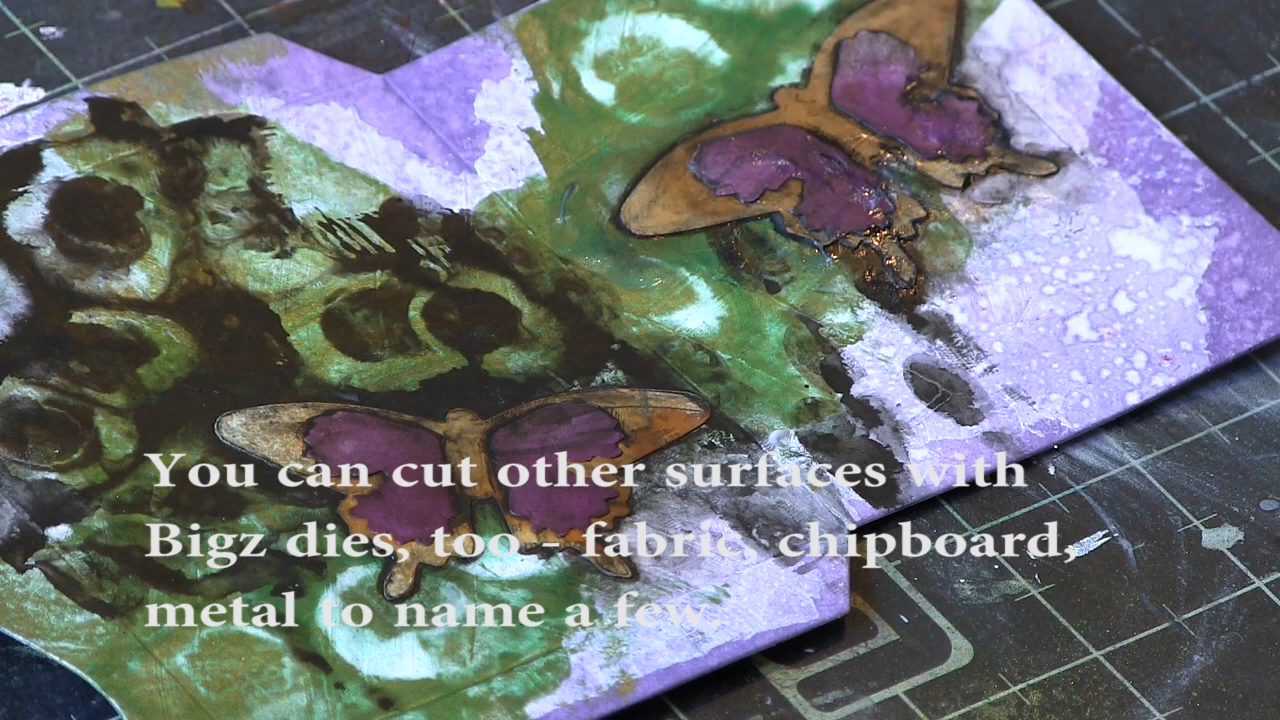 You can cut other surfaces with
Bigz dies, too - fabric, chipboard,
metal to name a few.